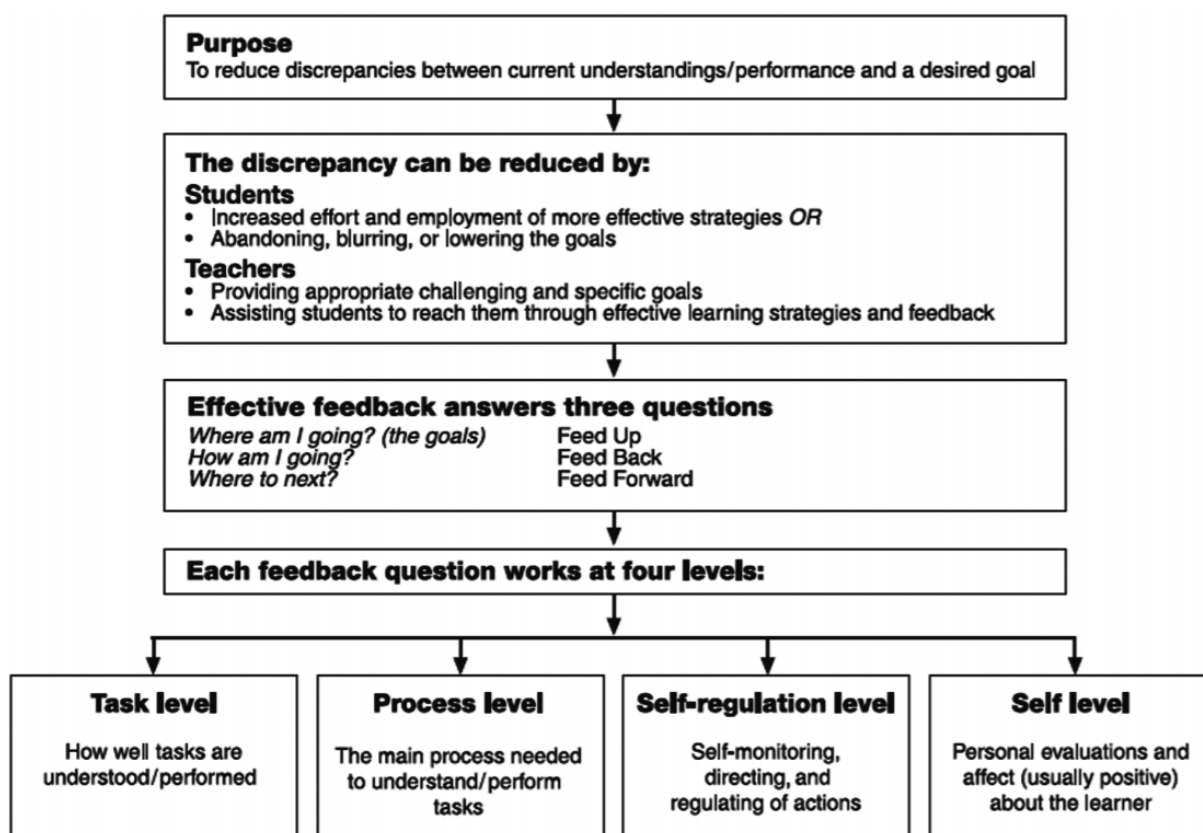 Purpose
To reduce discrepancies between current understandings/performance and a desired goal
The discrepancy can be reduced by:
Students
• Increased effort and employment of more effective strategies OR
• Abandoning, blurring, or lowering the goals
Teachers
• Providing appropriate challenging and specific goals
• Assisting students to reach them through effective learning strategies and feedback
Effective feedback answers three questions
Where am I going? (the goals) Feed Up
How am I going? Feed Back
Where to next? Feed Forward
Each feedback question works at four levels:
Task level
How well tasks are
understood/performed
Process level
The main process needed
to understand/perform
tasks
Self-regulation level
Self-monitoring,
directing, and
regulating of actions
Self level
Personal evaluations and
affect (usually positive)
about the learner